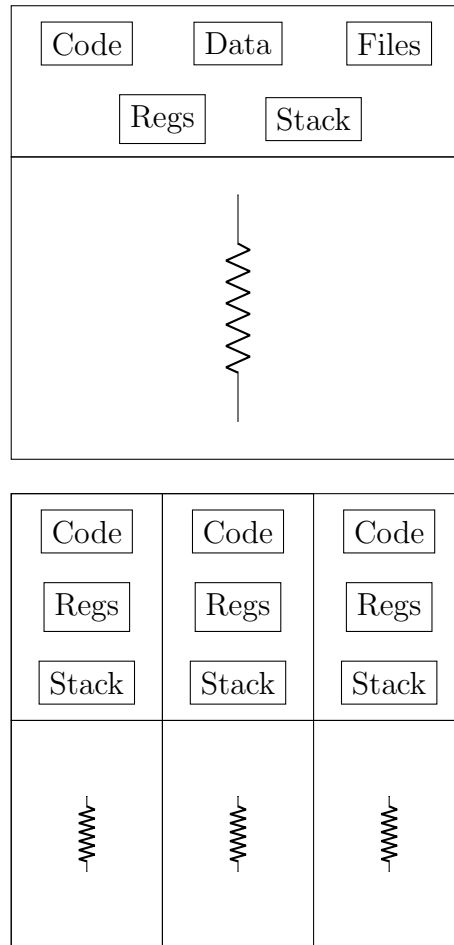 Code Data Files
Regs Stack
Code Code Code
Regs Regs Regs
Stack Stack Stack